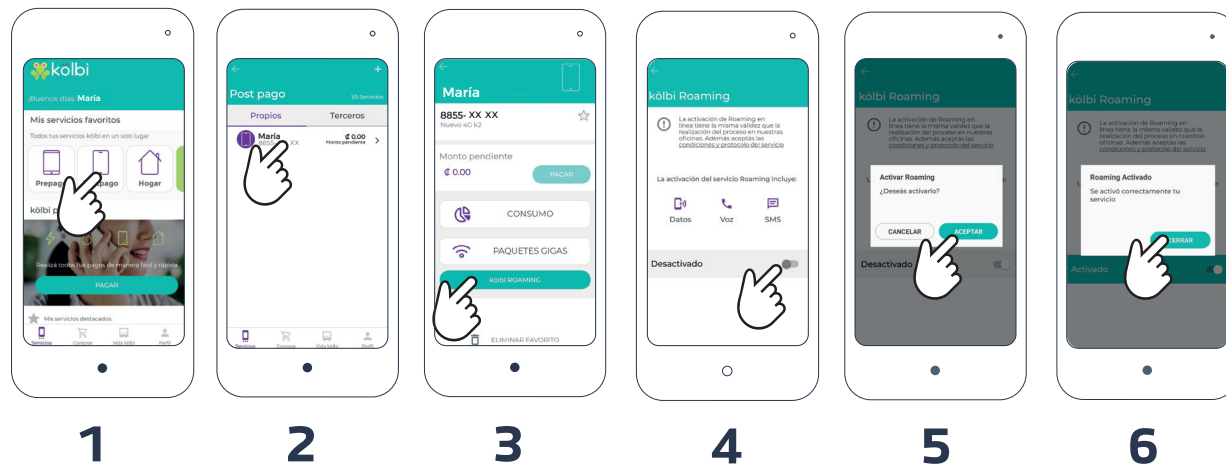 kölbi
¡Buenos días María
Mis servicios favoritos
Todos tus servicios kölbi en un solo lugar
Hogar
kölbi
Realizá todos tus pagos de manera fácil y rápida
PAGAR
Mis servicios destacados
Servicios Comprar Vida kölbi Perfil
1
Post pago
1/5 Servicios
Propios Terceros
María ₡ 0.00
XX Monto pendiente
Servicios Comprar Vida kölbi Perfil
2
María
8855- XX XX
Nuevo 4G k2
Monto pendiente
₡ 0.00 PAGAR
CONSUMO
PAQUETES GIGAS
kölbi ROAMING
ELIMINAR FAVORITO
3
kölbi Roaming
La activación de Roaming en
línea tiene la misma validez que la
realización del proceso en nuestras
oficinas. Además aceptás las
condiciones y protocolo del servicio
La activación del servicio Roaming incluye:
Datos Voz SMS
Desactivado
4
kölbi Roaming
La activación de Roaming en
línea tiene la misma validez que la
realización del proceso en nuestras
oficinas. Además aceptás las
condiciones y protocolo del servicio
Activar Roaming
¿Deseás activarlo?
CANCELAR ACEPTAR
Desactivado
5
kölbi Roaming
La activación de Roaming en
línea tiene la misma validez que la
realización del proceso en nuestras
oficinas. Además aceptás las
condiciones y protocolo del servicio
Roaming Activado
Se activó correctamente tu
servicio
CERRAR
Activado
6